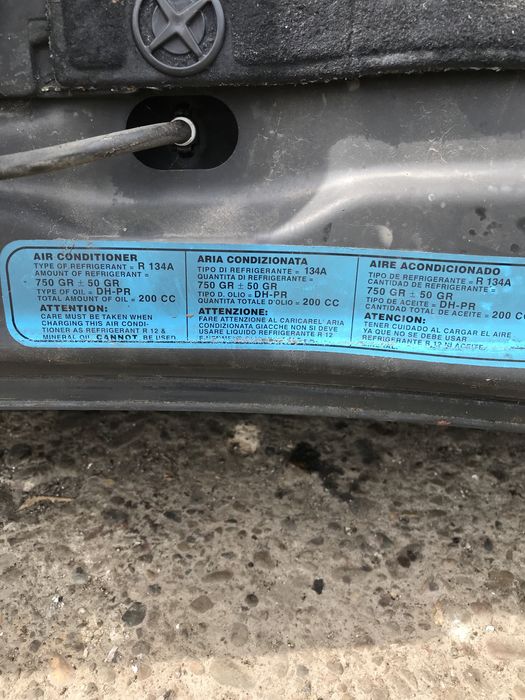 AIR CONDITIONER
TYPE OF REFRIGERANT = R 134A
AMOUNT OF REFRIGERANT =
750 GR ± 50 GR
TYPE OF OIL = DH-PR
TOTAL AMOUNT OF OIL = 200 CC
ATTENTION:
CARE MUST BE TAKEN WHEN
CHARGING THIS AIR CONDI-
TIONER AS REFRIGERANT R 12 &
MINERAL OIL CANNOT BE USED
ARIA CONDIZIONATA
TIPO DI REFRIGERANTE = 134A
QUANTITA DI REFRIGERANTE =
750 GR ± 50 GR
TIPO D. OLIO = DH-PR
QUANTITA TOTALE D OLIO = 200 CC
ATTENZIONE:
FARE ATTENZIONE AL CARICAREL' ARIA
CONDIZIONATA GIACCHE NON SI DEVE
USARE LIQUIDO REFRIGERANTE R 12
AIRE ACONDICIONADO
TIPO DE REFRIGERANTE = R 134A
CANTIDAD DE REFRIGERANTE =
750 GR ± 50 GR
TIPO DE ACEITE = DH-PR
CANTIDAD TOTAL DE ACEITE = 200 CC
ATENCION:
TENER CUIDADO AL CARGAR EL AIRE
YA QUE NO SE DEBE USAR
REFRIGERANTE R 12 NI ACEITE